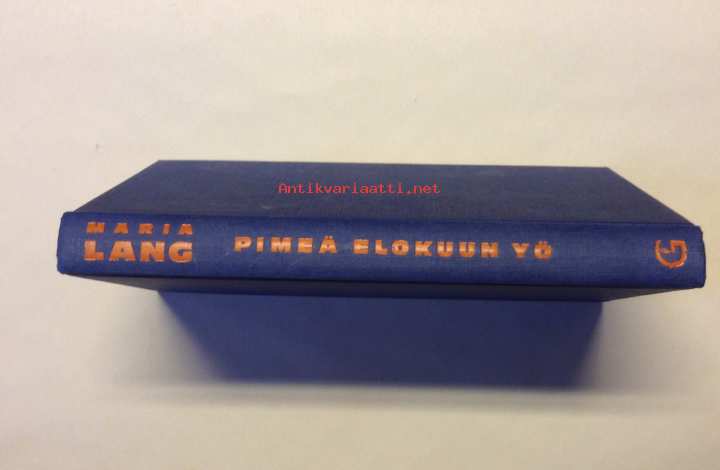 Antikvariaatti.net
MARIA
LANG
PIMEÄ ELOKUUN YÖ
G